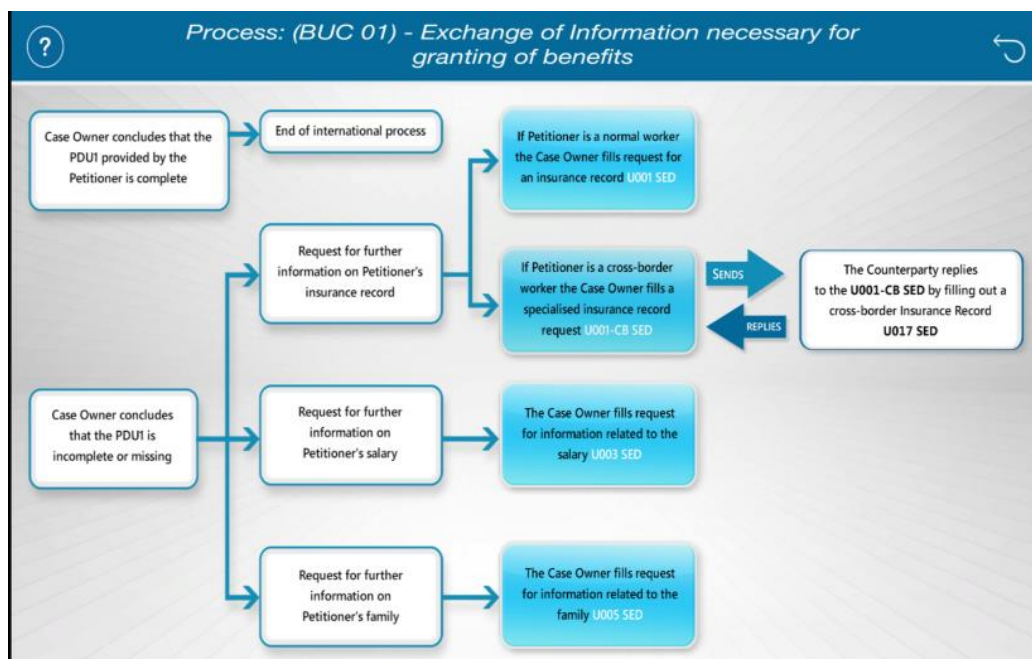 ?
Process: (BUC 01) - Exchange of Information necessary for
granting of benefits
Case Owner concludes that the
PDU1 provided by the
Petitioner is complete
End of international process
If Petitioner is a normal worker
the Case Owner fills request for
an insurance record U001 SED
Request for further
information on Petitioner's
insurance record
If Petitioner is a cross-border
worker the Case Owner fills a
specialised insurance record
request U001-CB SED
SENDS
REPLIES
The Counterparty replies
to the U001-CB SED by filling out a
cross-border Insurance Record
U017 SED
Case Owner concludes
that the PDU1 is
incomplete or missing
Request for further
information on
Petitioner's salary
The Case Owner fills request
for information related to the
salary U003 SED
Request for further
information on
Petitioner's family
The Case Owner fills request
for information related to the
family U005 SED